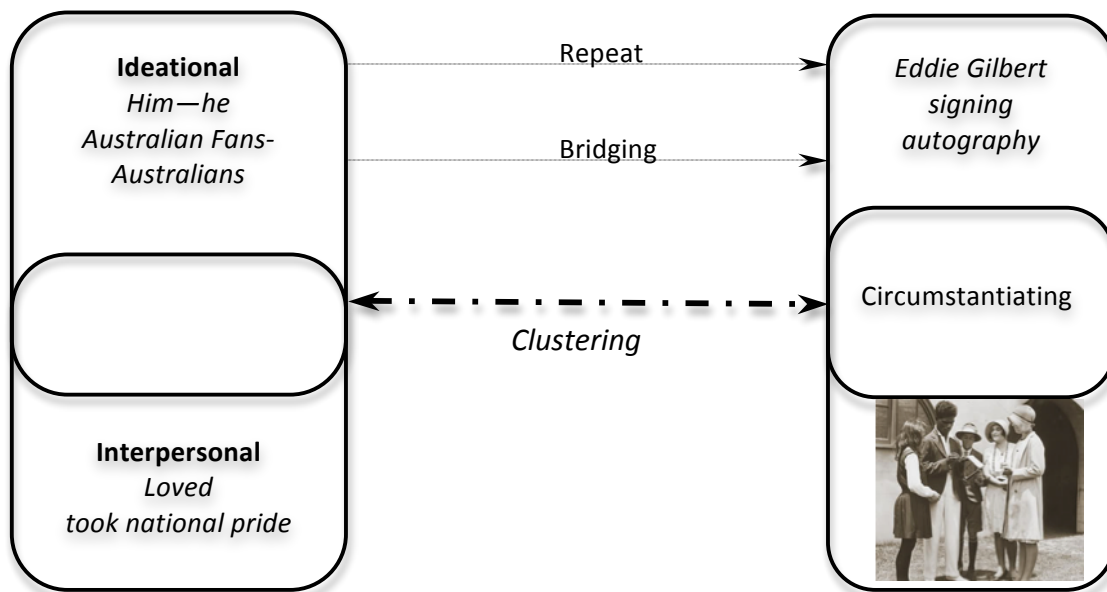 Ideational
Him—he
Australian Fans-
Australians
Repeat
Bridging
Eddie Gilbert
signing
autography
Clustering
Circumstantiating
Interpersonal
Loved
took national pride